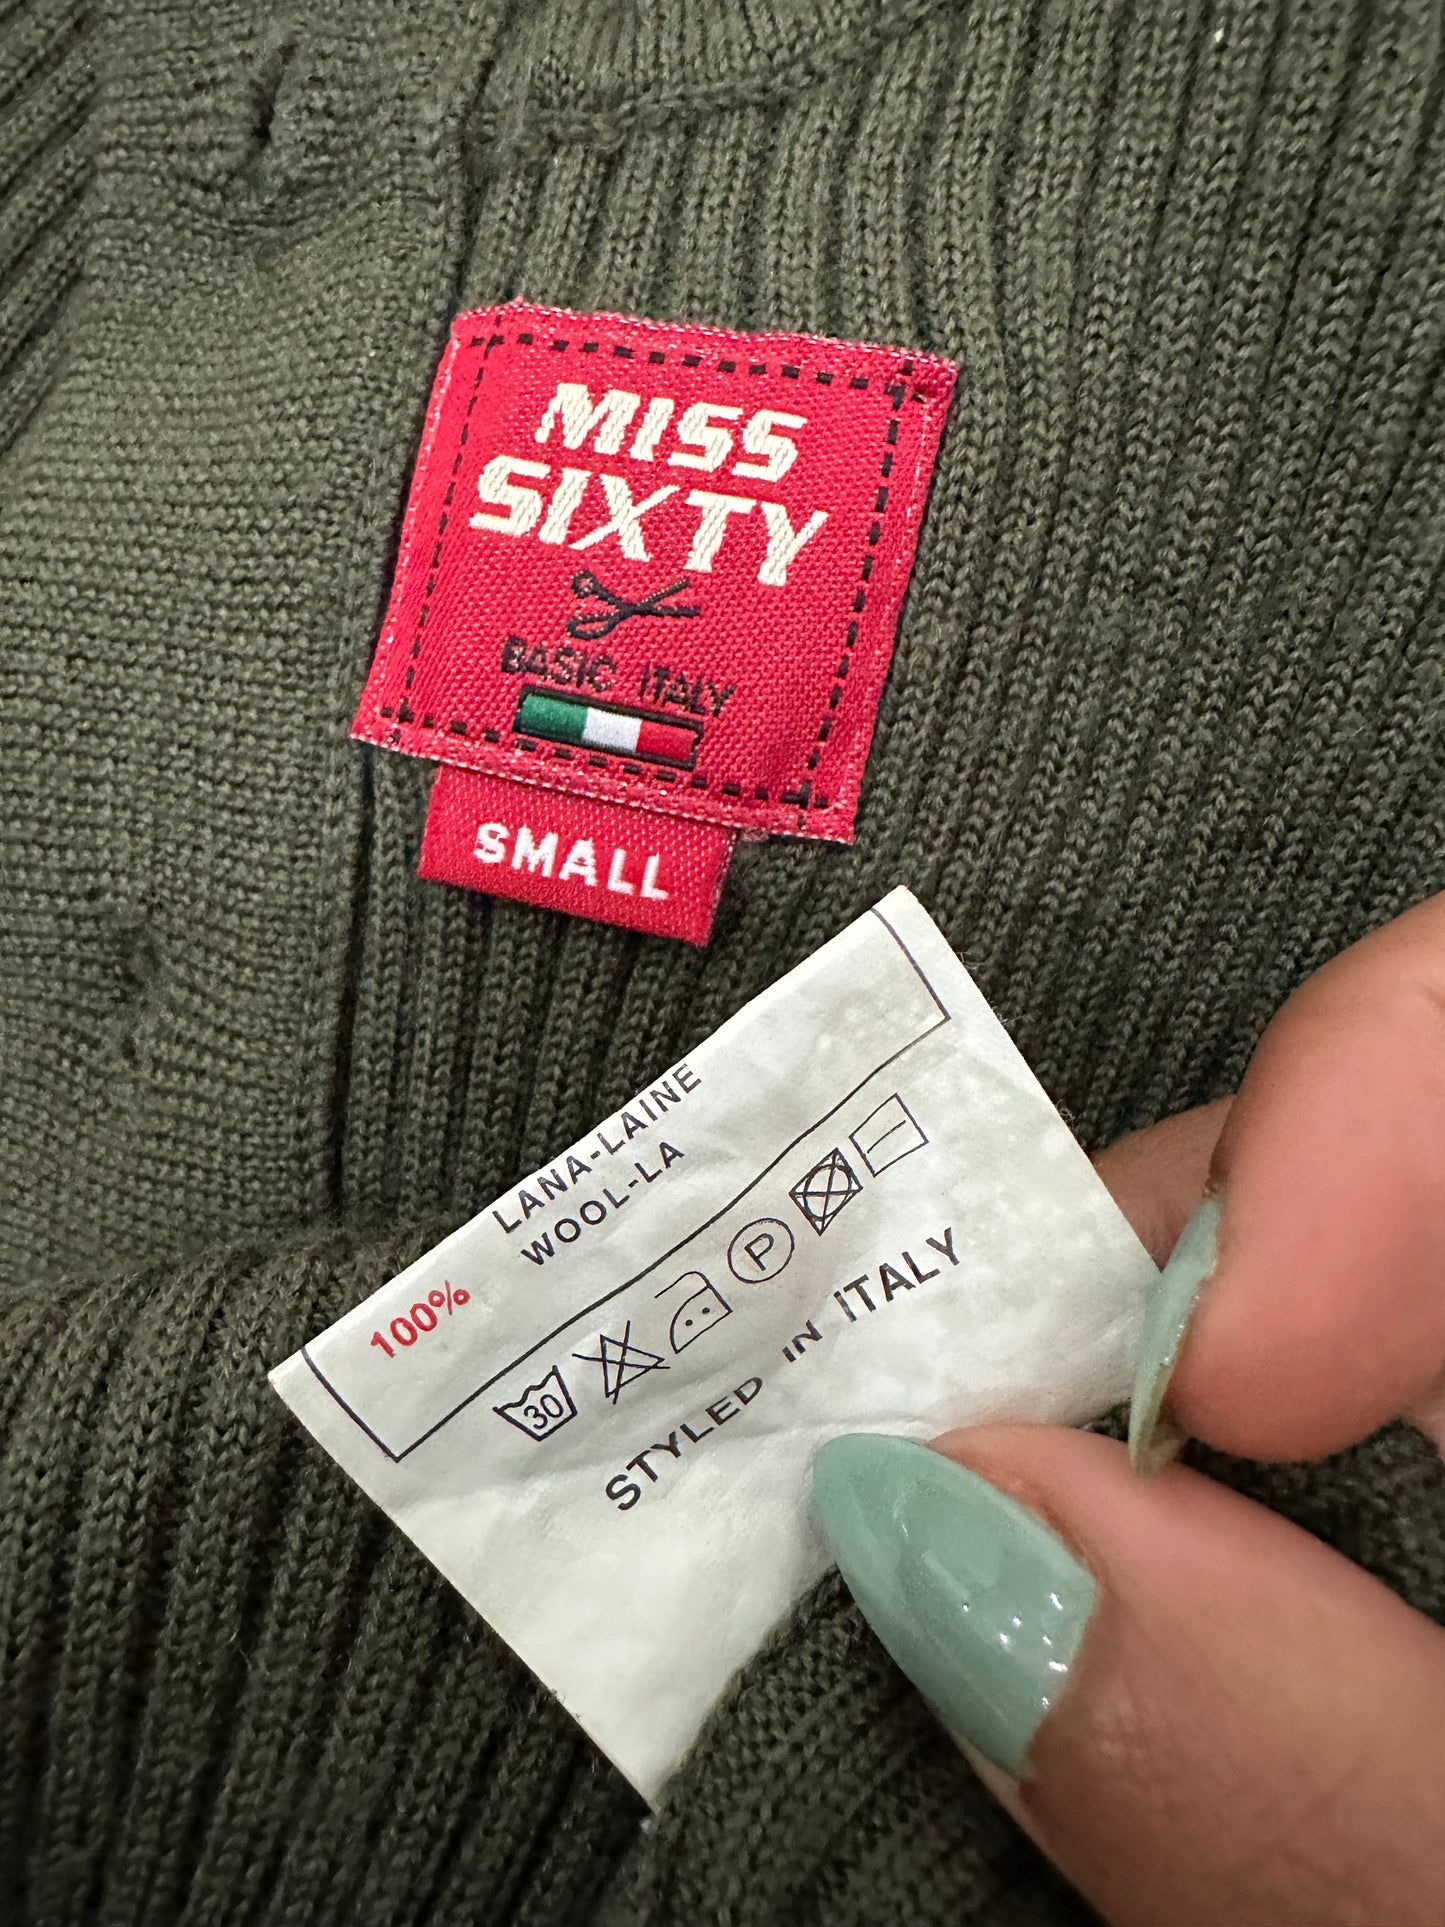 MISS
SIXTY
BASIC ITALY
SMALL
100% LANA-LAINE
WOOL-LA
30 P
STYLED IN ITALY